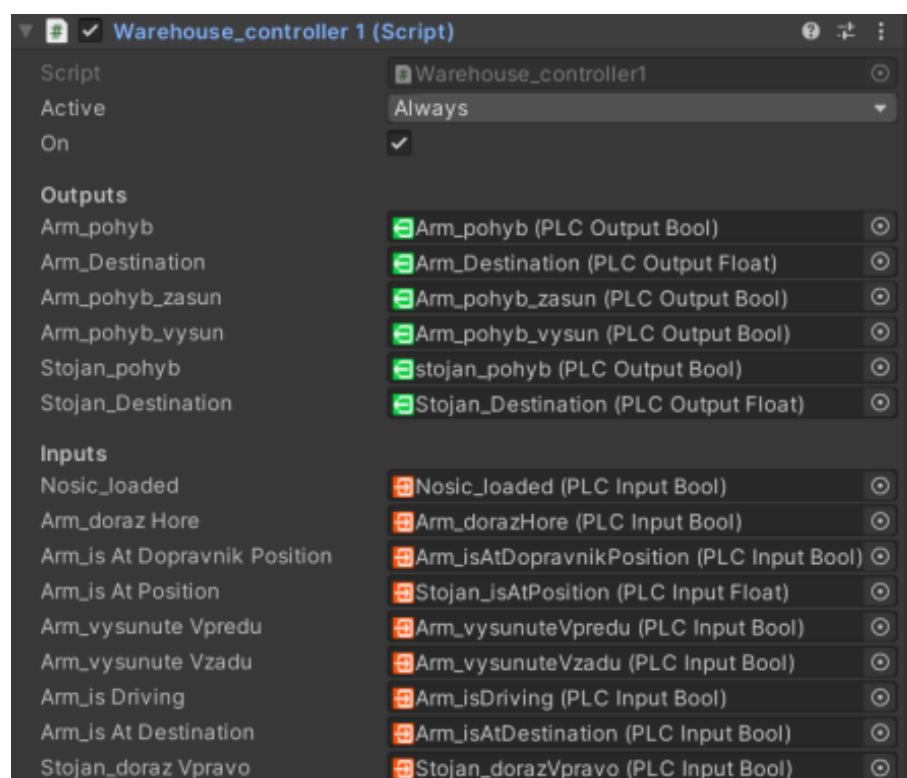 Warehouse_controller 1 (Script)
Script Warehouse_controller1
Active Always
On
Outputs
Arm_pohyb Arm_pohyb (PLC Output Bool)
Arm_Destination Arm_Destination (PLC Output Float)
Arm_pohyb_zasun Arm_pohyb_zasun (PLC Output Bool)
Arm_pohyb_vysun Arm_pohyb_vysun (PLC Output Bool)
Stojan_pohyb stojan_pohyb (PLC Output Bool)
Stojan_Destination Stojan_Destination (PLC Output Float)
Inputs
Nosic_loaded Nosic_loaded (PLC Input Bool)
Arm_doraz Hore Arm_dorazHore (PLC Input Bool)
Arm_is At Dopravnik Position Arm_isAtDopravnikPosition (PLC Input Bool)
Arm_is At Position Stojan_isAtPosition (PLC Input Float)
Arm_vysunute Vpredu Arm_vysunuteVpredu (PLC Input Bool)
Arm_vysunute Vzadu Arm_vysunuteVzadu (PLC Input Bool)
Arm_is Driving Arm_isDriving (PLC Input Bool)
Arm_is At Destination Arm_isAtDestination (PLC Input Bool)
Stojan_doraz Vpravo Stojan_dorazVpravo (PLC Input Bool)